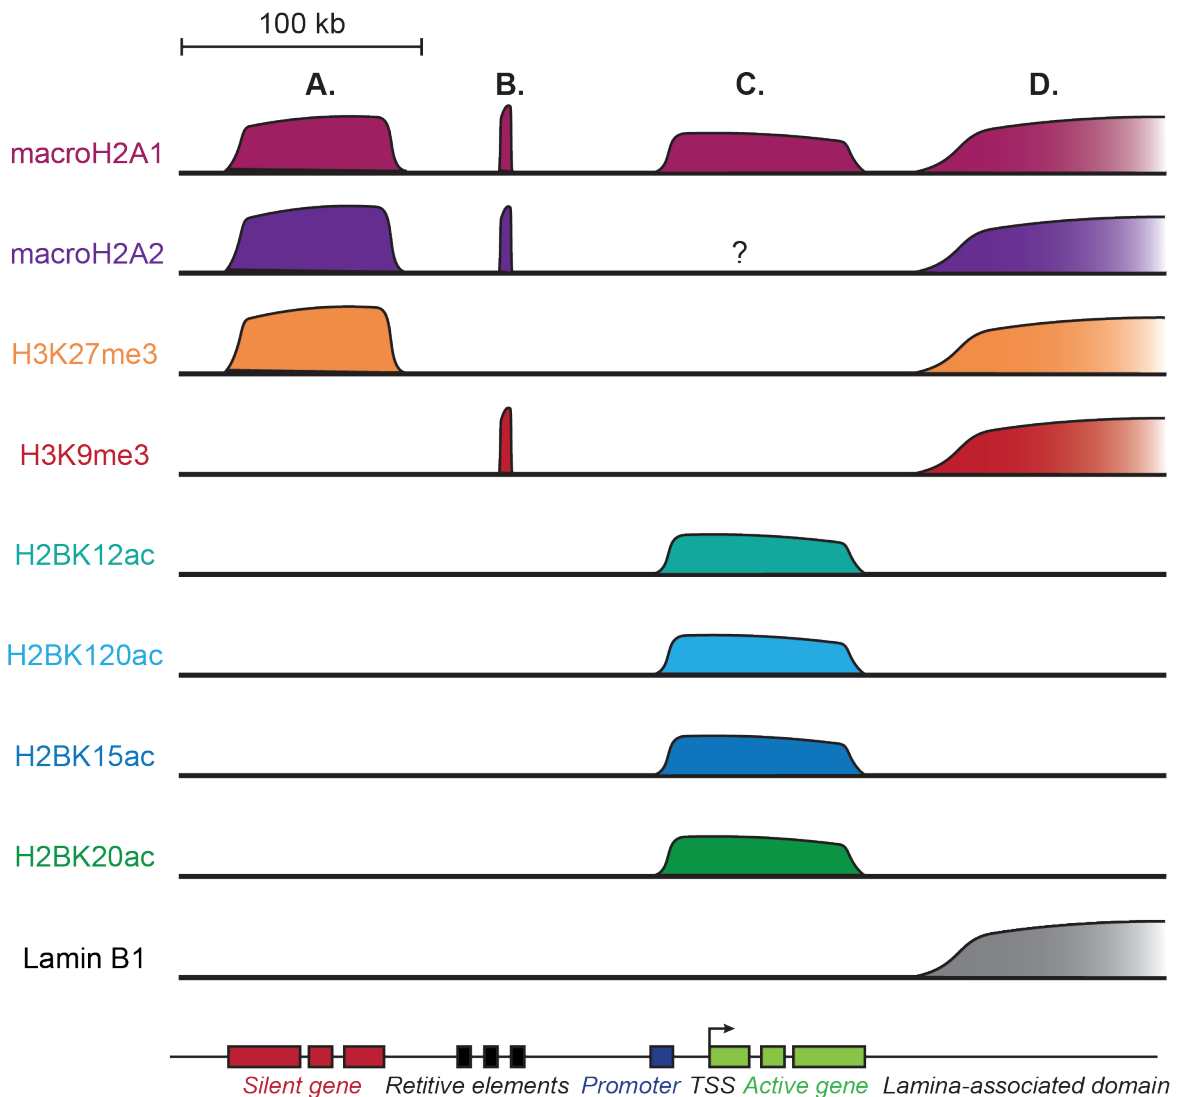 100 kb
A. B. C. D.
macroH2A1
macroH2A2 ?
H3K27me3
H3K9me3
H2BK12ac
H2BK120ac
H2BK15ac
H2BK20ac
Lamin B1
Silent gene Retitive elements Promoter TSS Active gene Lamina-associated domain